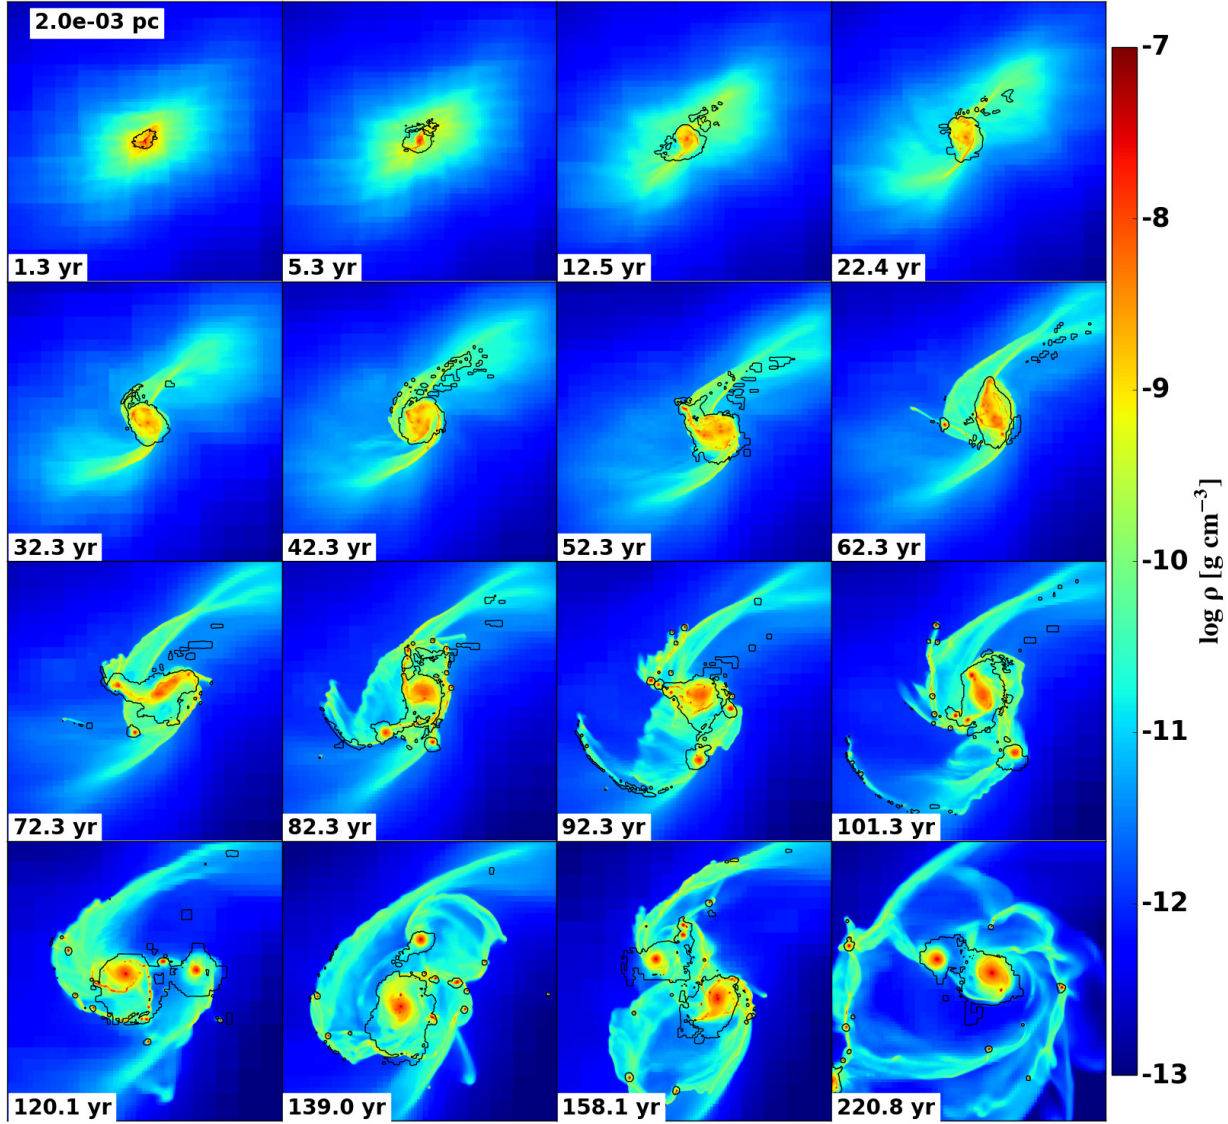 2.0e-03 pc
1.3 yr
5.3 yr
12.5 yr
22.4 yr
32.3 yr
42.3 yr
52.3 yr
62.3 yr
72.3 yr
82.3 yr
92.3 yr
101.3 yr
120.1 yr
139.0 yr
158.1 yr
220.8 yr
-7
-8
-9
-10
-11
-12
-13
log ρ [g cm⁻³]